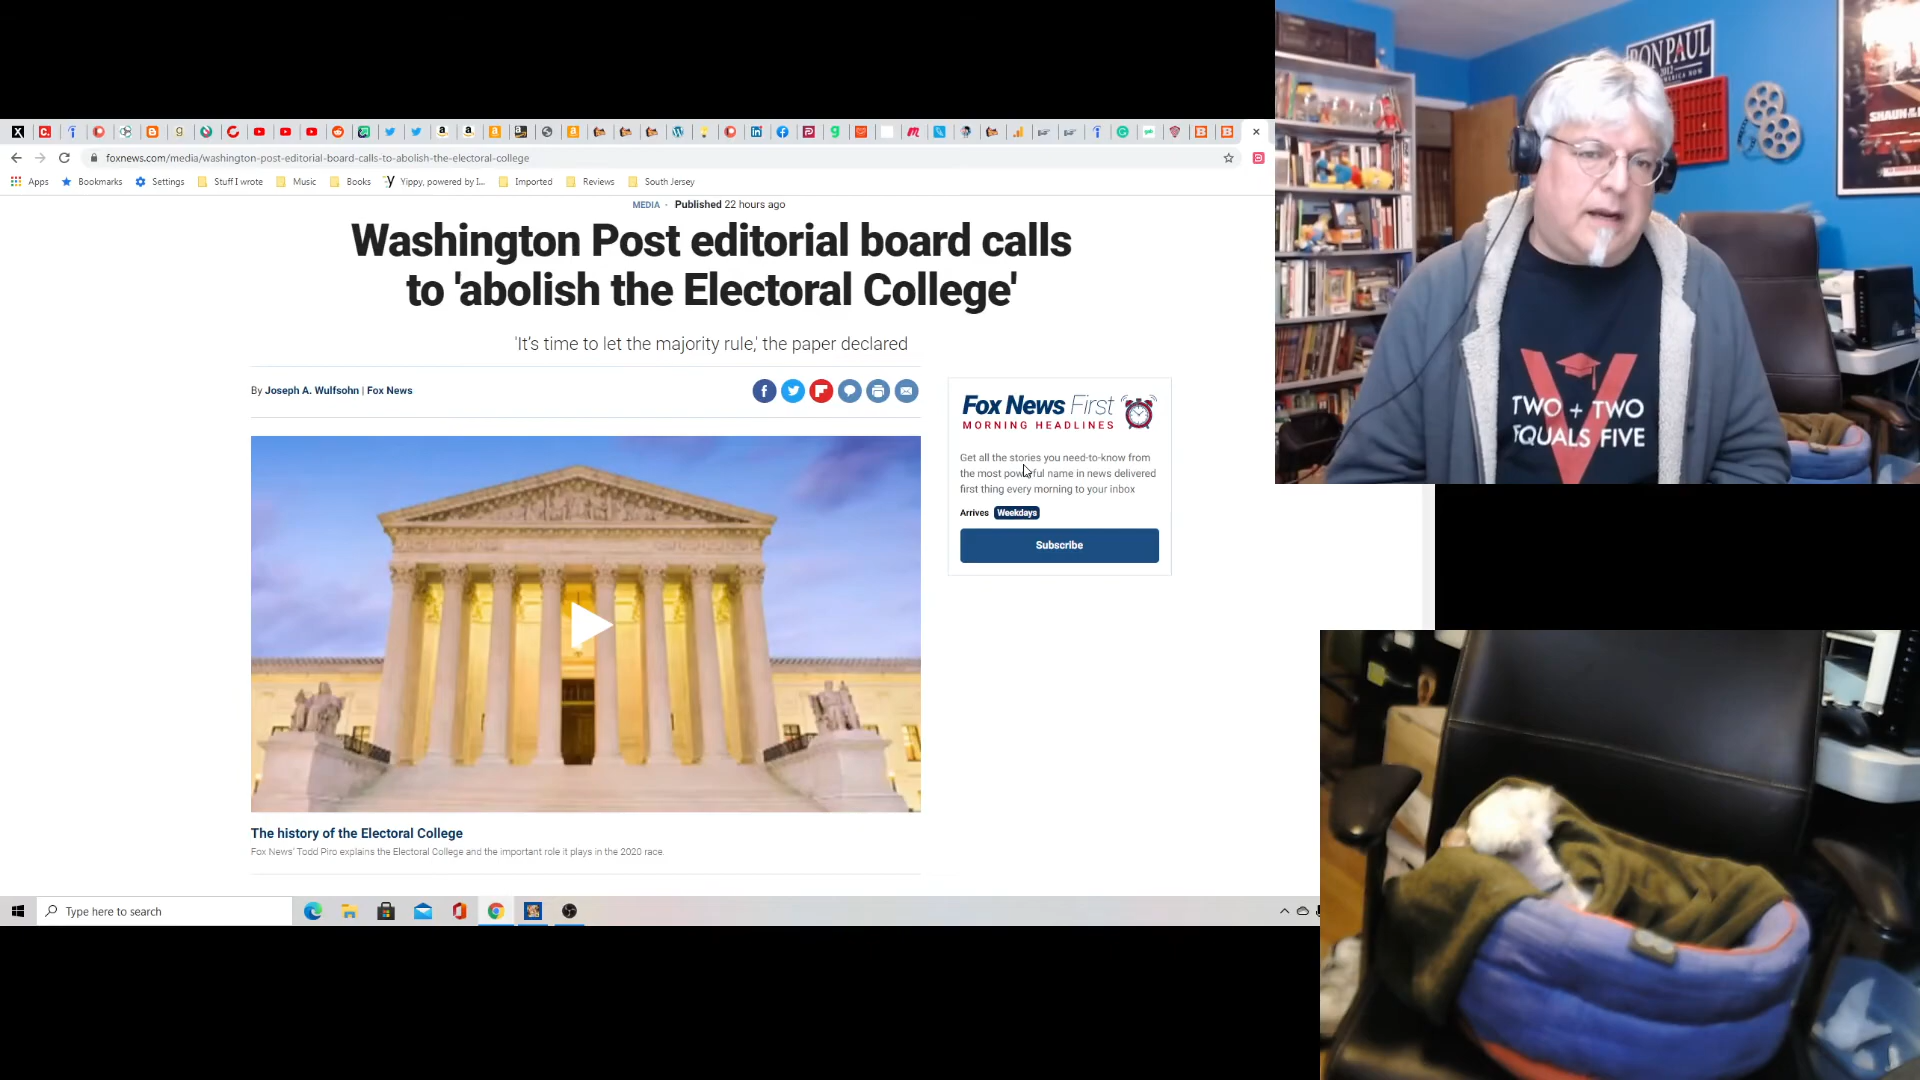 foxnews.com/media/washington-post-editorial-board-calls-to-abolish-the-electoral-college
Apps Bookmarks Settings Stuff I wrote Music Books Yippy, powered by I... Imported Reviews South Jersey
MEDIA · Published 22 hours ago
Washington Post editorial board calls
to 'abolish the Electoral College'
'It's time to let the majority rule,' the paper declared
By Joseph A. Wulfsohn | Fox News
Fox News First
MORNING HEADLINES
Get all the stories you need-to-know from
the most powerful name in news delivered
first thing every morning to your inbox
Arrives Weekdays
Subscribe
The history of the Electoral College
Fox News' Todd Piro explains the Electoral College and the important role it plays in the 2020 race.
Type here to search
RON PAUL
2012
TWO + TWO
EQUALS FIVE